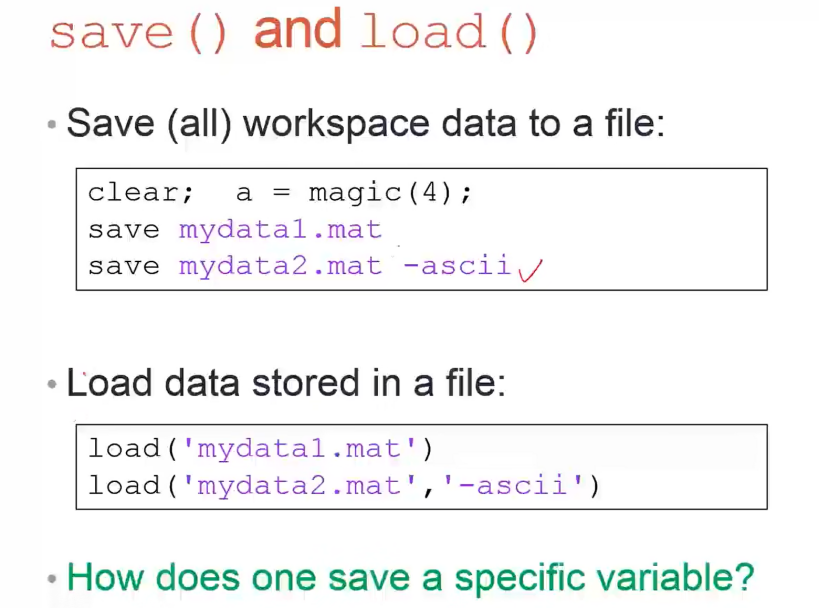 save() and load()
• Save (all) workspace data to a file:
clear;  a = magic(4);
save mydata1.mat
save mydata2.mat -ascii
• Load data stored in a file:
load('mydata1.mat')
load('mydata2.mat','-ascii')
• How does one save a specific variable?